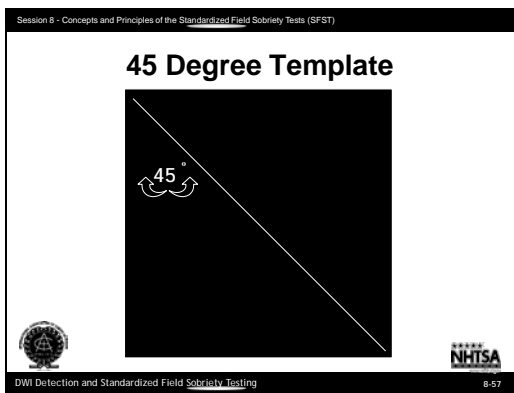 Session 8 - Concepts and Principles of the Standardized Field Sobriety Tests (SFST)
45 Degree Template
45°
NHTSA
DWI Detection and Standardized Field Sobriety Testing
8-57